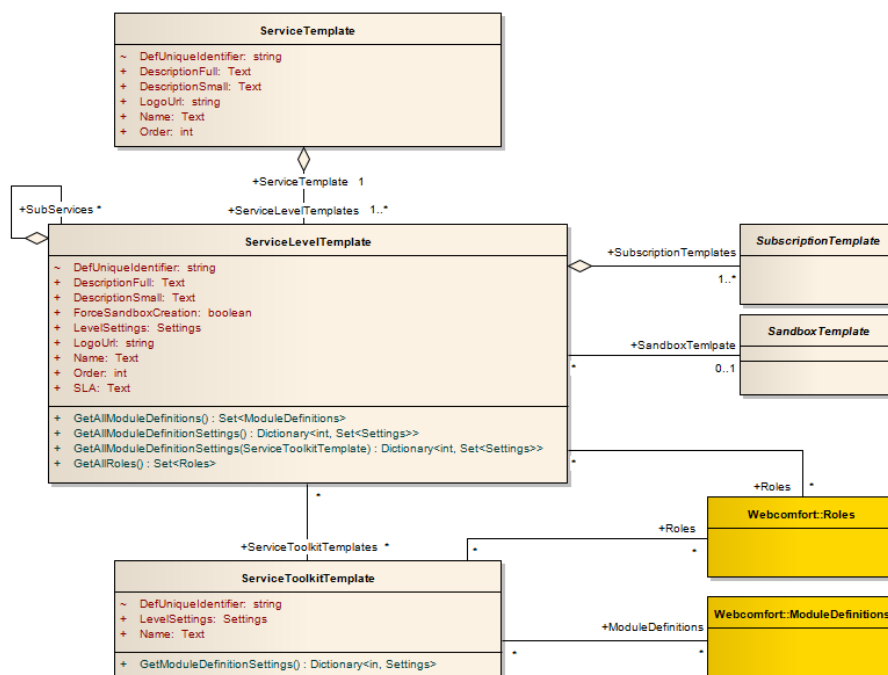 ServiceTemplate
~ DefUniqueIdentifier: string
+ DescriptionFull: Text
+ DescriptionSmall: Text
+ LogoUrl: string
+ Name: Text
+ Order: int
+ServiceTemplate 1
+SubServices *
+ServiceLevelTemplates 1..*
ServiceLevelTemplate
~ DefUniqueIdentifier: string
+ DescriptionFull: Text
+ DescriptionSmall: Text
+ ForceSandboxCreation: boolean
+ LevelSettings: Settings
+ LogoUrl: string
+ Name: Text
+ Order: int
+ SLA: Text
+ GetAllModuleDefinitions() : Set<ModuleDefinitions>
+ GetAllModuleDefinitionSettings() : Dictionary<int, Set<Settings>>
+ GetAllModuleDefinitionSettings(ServiceToolkitTemplate) : Dictionary<int, Set<Settings>>
+ GetAllRoles() : Set<Roles>
+SubscriptionTemplates
1..*
SubscriptionTemplate
+SandboxTemlpate
* 0..1
SandboxTemplate
*
+Roles *
Webcomfort::Roles
*
+ServiceToolkitTemplates *
+Roles
* *
ServiceToolkitTemplate
~ DefUniqueIdentifier: string
+ LevelSettings: Settings
+ Name: Text
+ GetModuleDefinitionSettings() : Dictionary<in, Settings>
+ModuleDefinitions
* *
Webcomfort::ModuleDefinitions